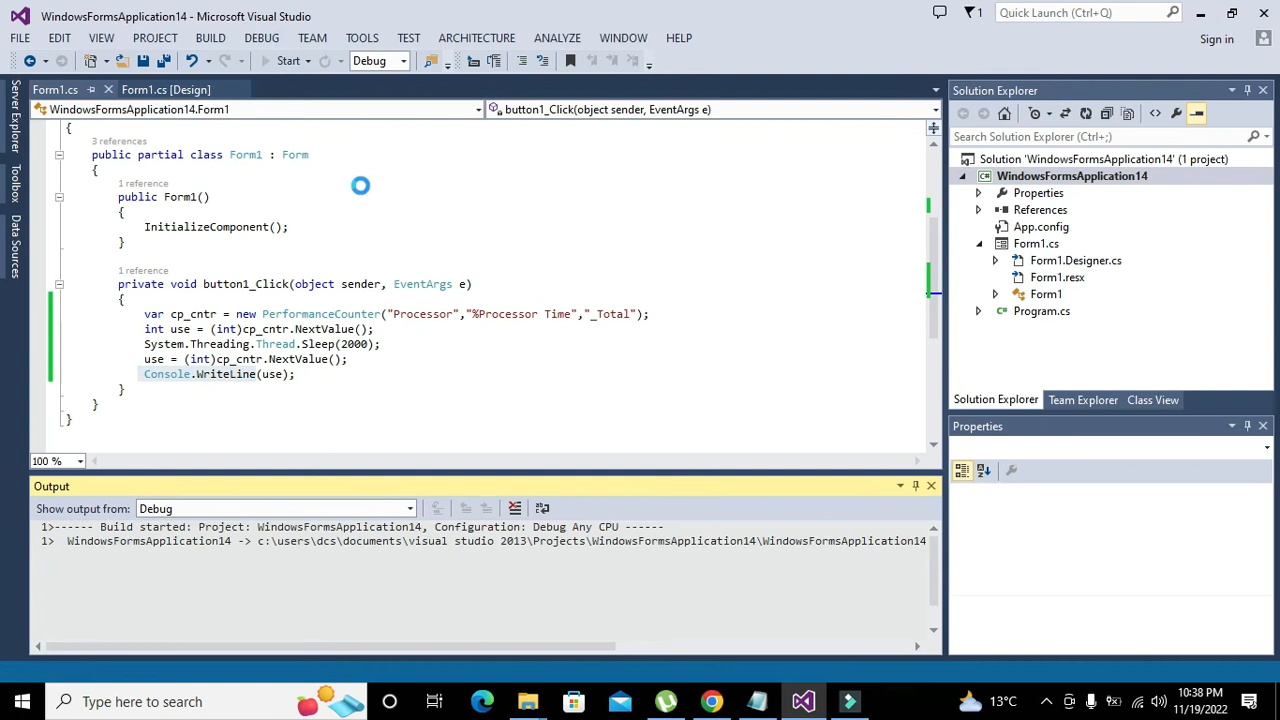 WindowsFormsApplication14 - Microsoft Visual Studio
1
Quick Launch (Ctrl+Q)
FILE EDIT VIEW PROJECT BUILD DEBUG TEAM TOOLS TEST ARCHITECTURE ANALYZE WINDOW HELP
Sign in
Start Debug
Server Explorer
Toolbox
Data Sources
Form1.cs Form1.cs [Design]
WindowsFormsApplication14.Form1 button1_Click(object sender, EventArgs e)
{
3 references
public partial class Form1 : Form
{
1 reference
public Form1()
{
InitializeComponent();
}
1 reference
private void button1_Click(object sender, EventArgs e)
{
var cp_cntr = new PerformanceCounter("Processor","%Processor Time","_Total");
int use = (int)cp_cntr.NextValue();
System.Threading.Thread.Sleep(2000);
use = (int)cp_cntr.NextValue();
Console.WriteLine(use);
}
}
}
100 %
Output
Show output from: Debug
1>------ Build started: Project: WindowsFormsApplication14, Configuration: Debug Any CPU ------
1>  WindowsFormsApplication14 -> c:\users\dcs\documents\visual studio 2013\Projects\WindowsFormsApplication14\WindowsFormsApplication14
Solution Explorer
Search Solution Explorer (Ctrl+;)
Solution 'WindowsFormsApplication14' (1 project)
WindowsFormsApplication14
Properties
References
App.config
Form1.cs
Form1.Designer.cs
Form1.resx
Form1
Program.cs
Solution Explorer Team Explorer Class View
Properties
Type here to search
13°C
10:38 PM
11/19/2022